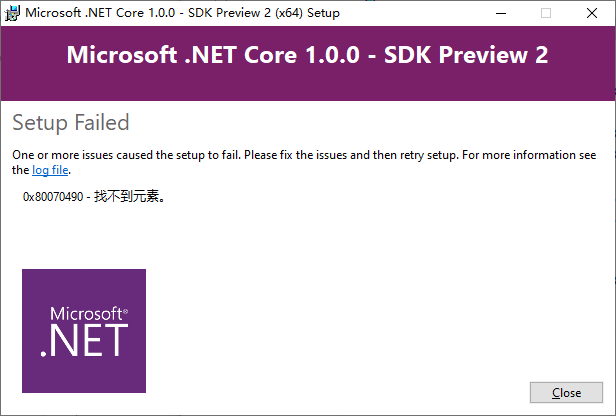 Microsoft .NET Core 1.0.0 - SDK Preview 2 (x64) Setup
Microsoft .NET Core 1.0.0 - SDK Preview 2
Setup Failed
One or more issues caused the setup to fail. Please fix the issues and then retry setup. For more information see
the log file.
0x80070490 - 找不到元素。
Microsoft®
.NET
Close